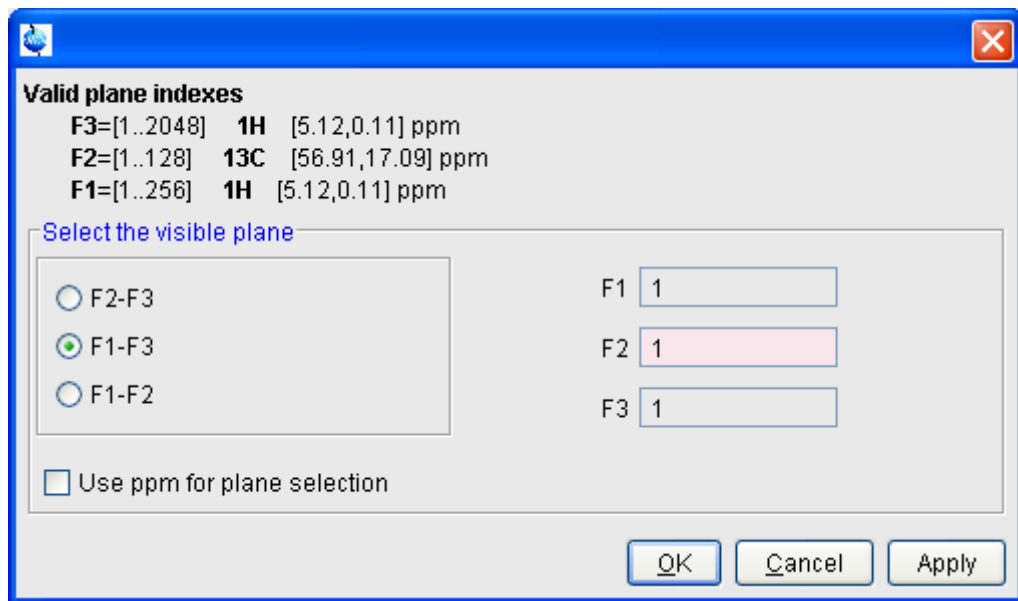 Valid plane indexes
F3=[1..2048] 1H [5.12,0.11] ppm
F2=[1..128] 13C [56.91,17.09] ppm
F1=[1..256] 1H [5.12,0.11] ppm
Select the visible plane
F2-F3
F1-F3
F1-F2
F1 1
F2 1
F3 1
Use ppm for plane selection
OK Cancel Apply